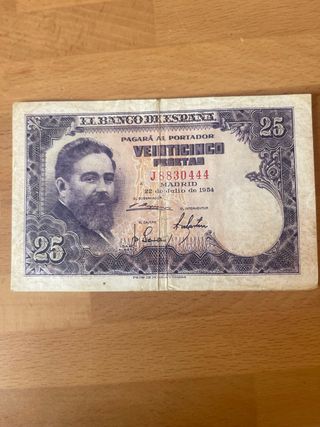 EL BANCO DE ESPAÑA
PAGARÁ AL PORTADOR
25
VEINTICINCO
PESETAS
J8830444
MADRID
22 de Julio de 1954
EL GOBERNADOR
EL INTERVENTOR
EL CAJERO
25